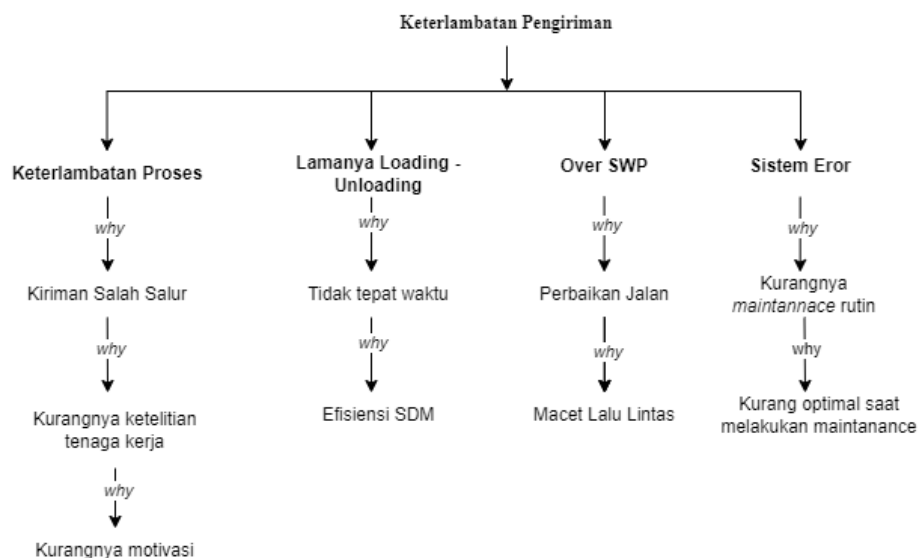 Keterlambatan Pengiriman
Keterlambatan Proses
Lamanya Loading -
Unloading
Over SWP
Sistem Eror
why
why
why
why
Kiriman Salah Salur
Tidak tepat waktu
Perbaikan Jalan
Kurangnya
maintannace rutin
why
why
why
why
Kurangnya ketelitian
tenaga kerja
Efisiensi SDM
Macet Lalu Lintas
Kurang optimal saat
melakukan maintanance
why
Kurangnya motivasi